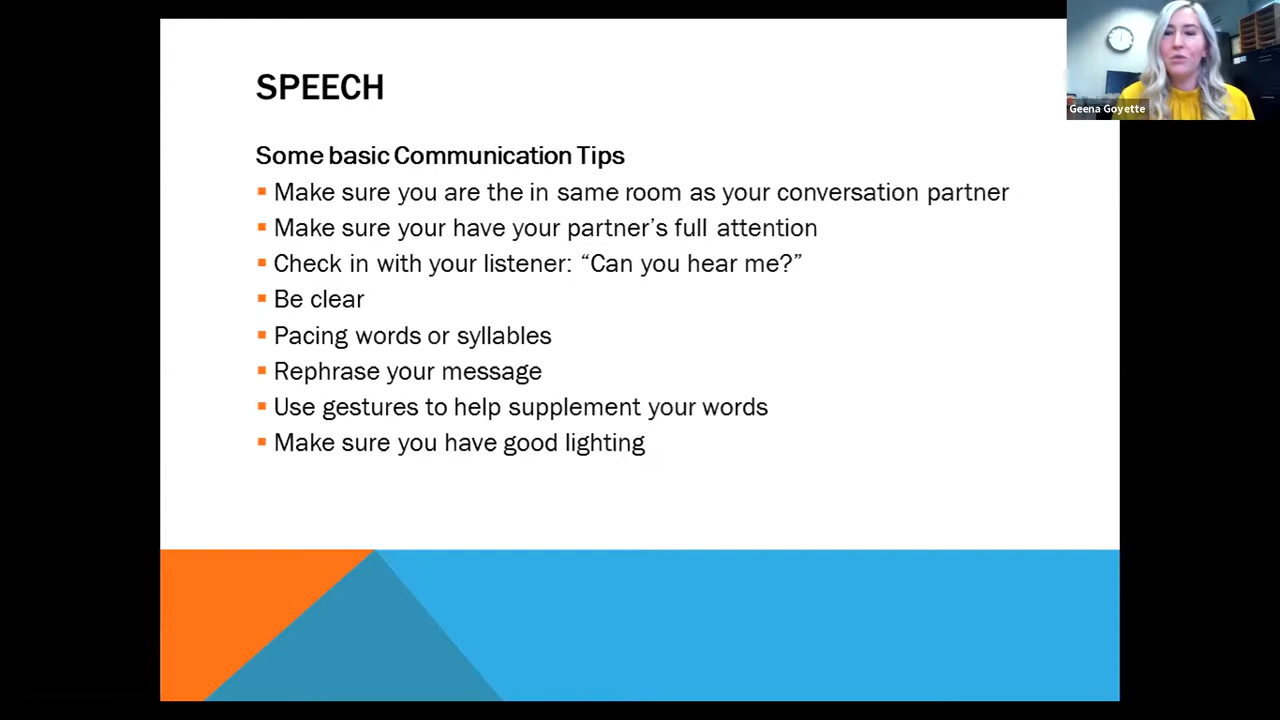 SPEECH
Some basic Communication Tips
Make sure you are the in same room as your conversation partner
Make sure your have your partner’s full attention
Check in with your listener: “Can you hear me?”
Be clear
Pacing words or syllables
Rephrase your message
Use gestures to help supplement your words
Make sure you have good lighting
Geena Goyette